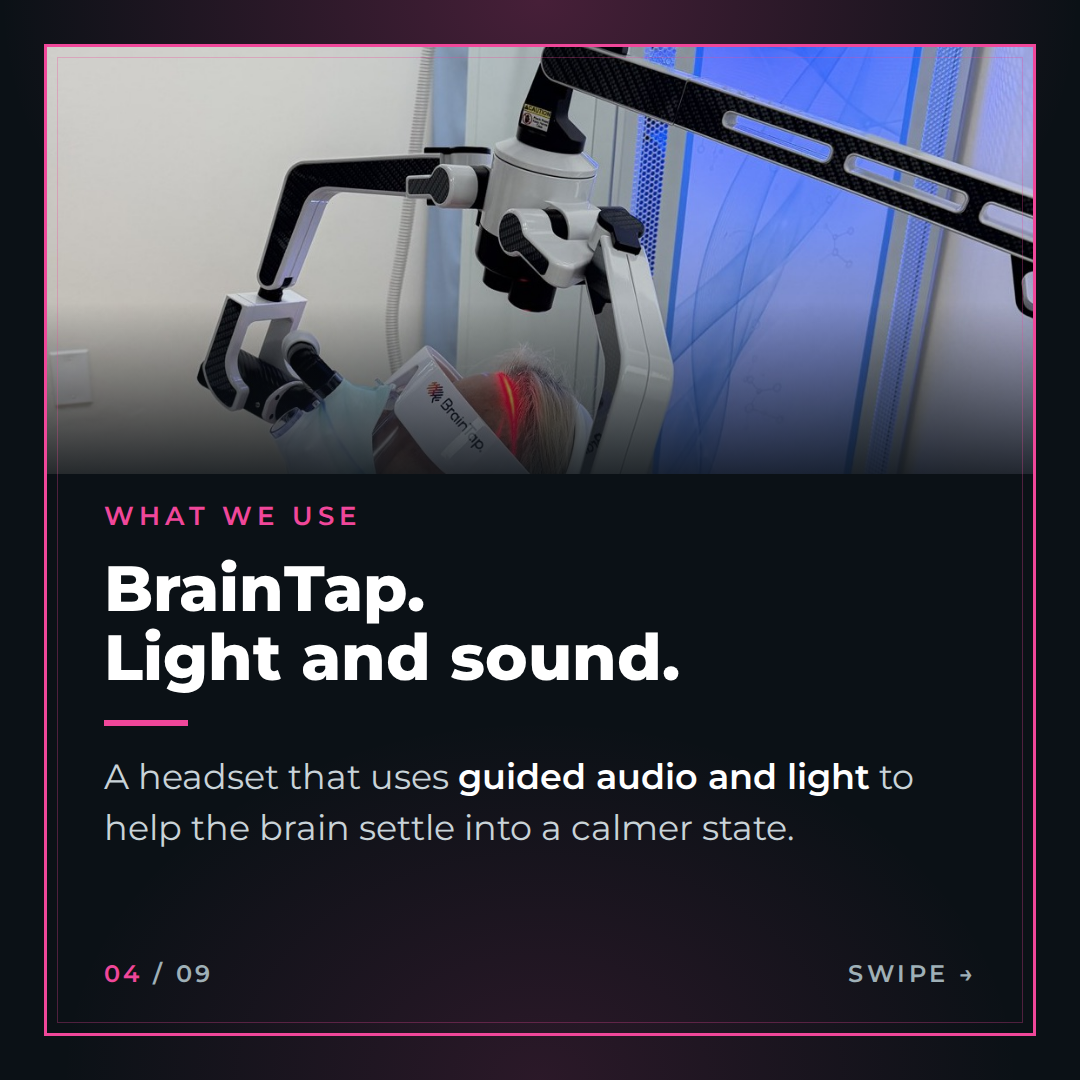 CAUTION
BrainTap.
WHAT WE USE
BrainTap.
Light and sound.
A headset that uses guided audio and light to
help the brain settle into a calmer state.
04 / 09
SWIPE →